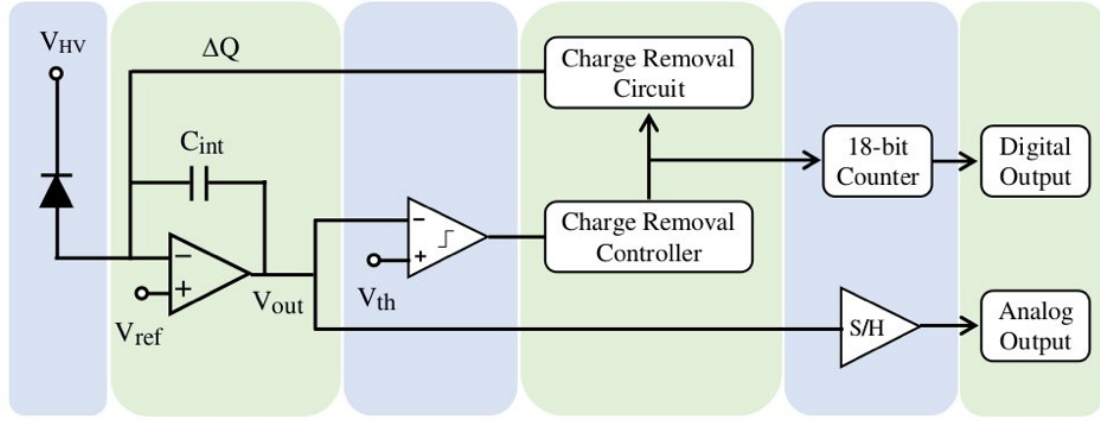 V_HV
ΔQ
Charge Removal
Circuit
C_int
18-bit
Counter
Digital
Output
−
+
V_ref
V_out
−
+
V_th
Charge Removal
Controller
S/H
Analog
Output